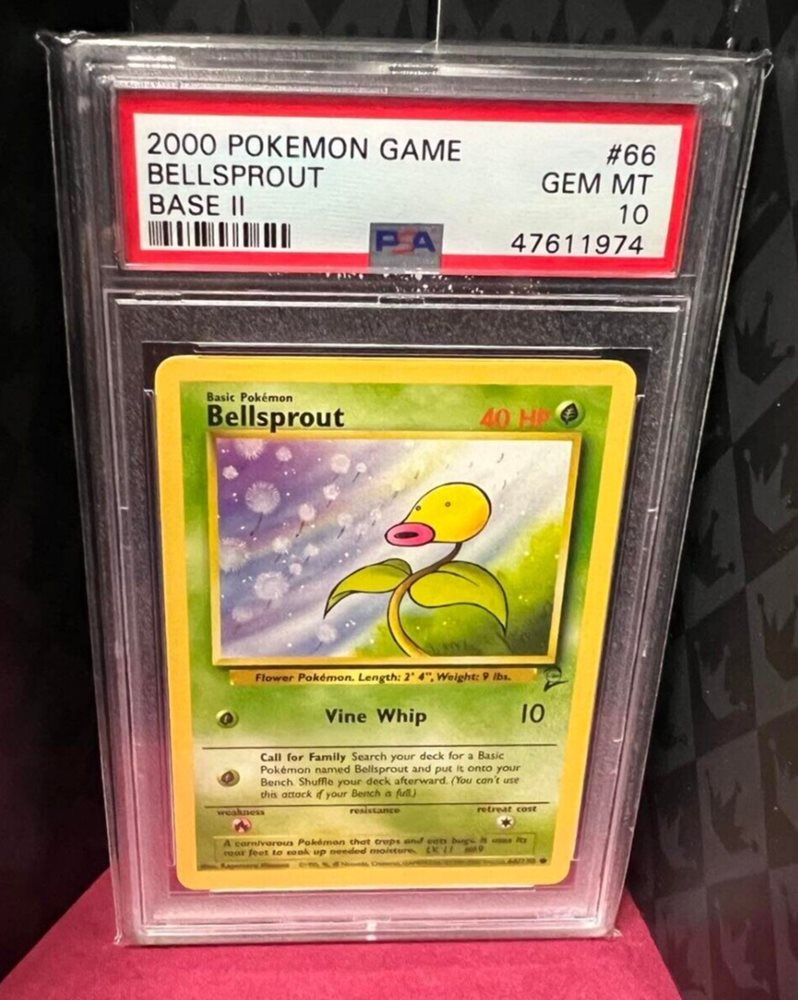 2000 POKEMON GAME #66
BELLSPROUT GEM MT
BASE II 10
PSA 47611974
Basic Pokémon
Bellsprout 40 HP
Flower Pokémon. Length: 2' 4", Weight: 9 lbs.
Vine Whip 10
Call for Family Search your deck for a Basic
Pokémon named Bellsprout and put it onto your
Bench. Shuffle your deck afterward. (You can't use
this attack if your Bench is full.)
weakness resistance retreat cost
A carnivorous Pokémon that traps and eats bugs. It uses its
root feet to soak up needed moisture. LV. 11 #69